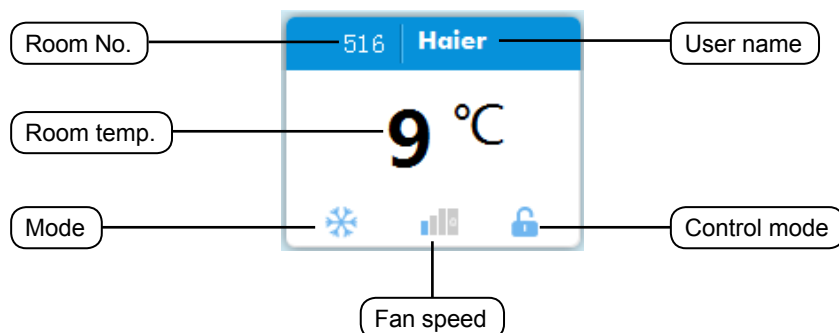 Room No.
516
Haier
User name
Room temp.
9 °C
Mode
Control mode
Fan speed